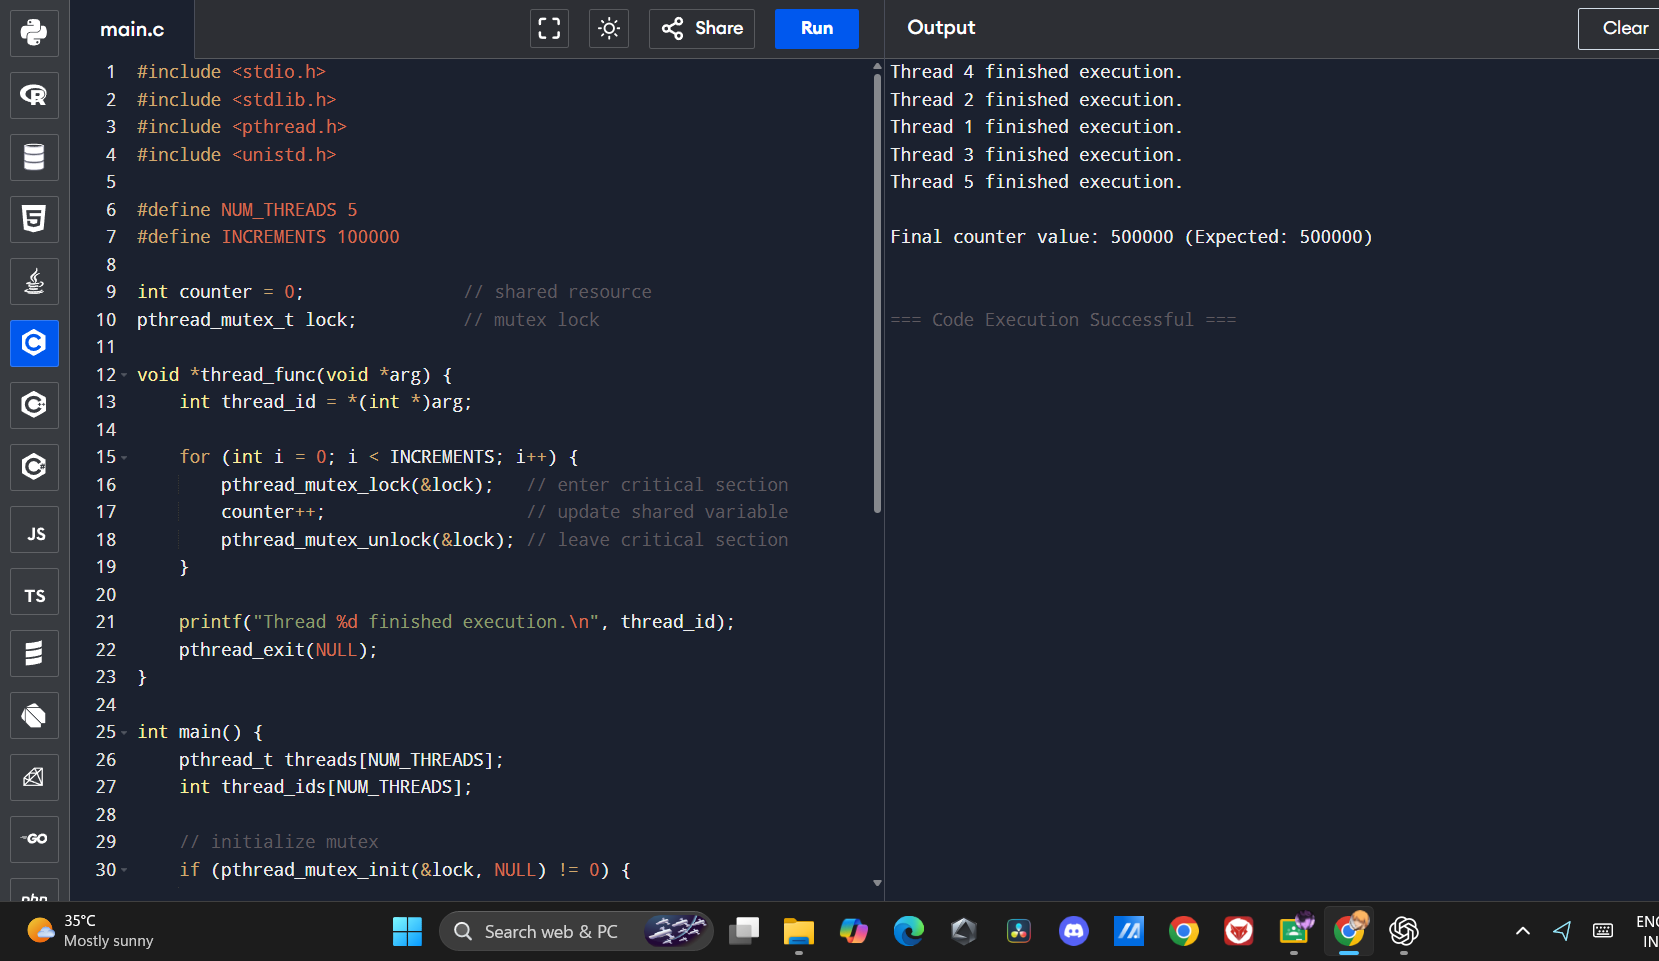 main.c
Share
Run
Output
Clear
1 #include <stdio.h>
2 #include <stdlib.h>
3 #include <pthread.h>
4 #include <unistd.h>
5
6 #define NUM_THREADS 5
7 #define INCREMENTS 100000
8
9 int counter = 0;               // shared resource
10 pthread_mutex_t lock;          // mutex lock
11
12 void *thread_func(void *arg) {
13     int thread_id = *(int *)arg;
14
15     for (int i = 0; i < INCREMENTS; i++) {
16         pthread_mutex_lock(&lock);   // enter critical section
17         counter++;                   // update shared variable
18         pthread_mutex_unlock(&lock); // leave critical section
19     }
20
21     printf("Thread %d finished execution.\n", thread_id);
22     pthread_exit(NULL);
23 }
24
25 int main() {
26     pthread_t threads[NUM_THREADS];
27     int thread_ids[NUM_THREADS];
28
29     // initialize mutex
30     if (pthread_mutex_init(&lock, NULL) != 0) {
Thread 4 finished execution.
Thread 2 finished execution.
Thread 1 finished execution.
Thread 3 finished execution.
Thread 5 finished execution.
Final counter value: 500000 (Expected: 500000)
=== Code Execution Successful ===
R
5
C
C
C
JS
TS
GO
php
35°C
Mostly sunny
Search web & PC
ENG
IN